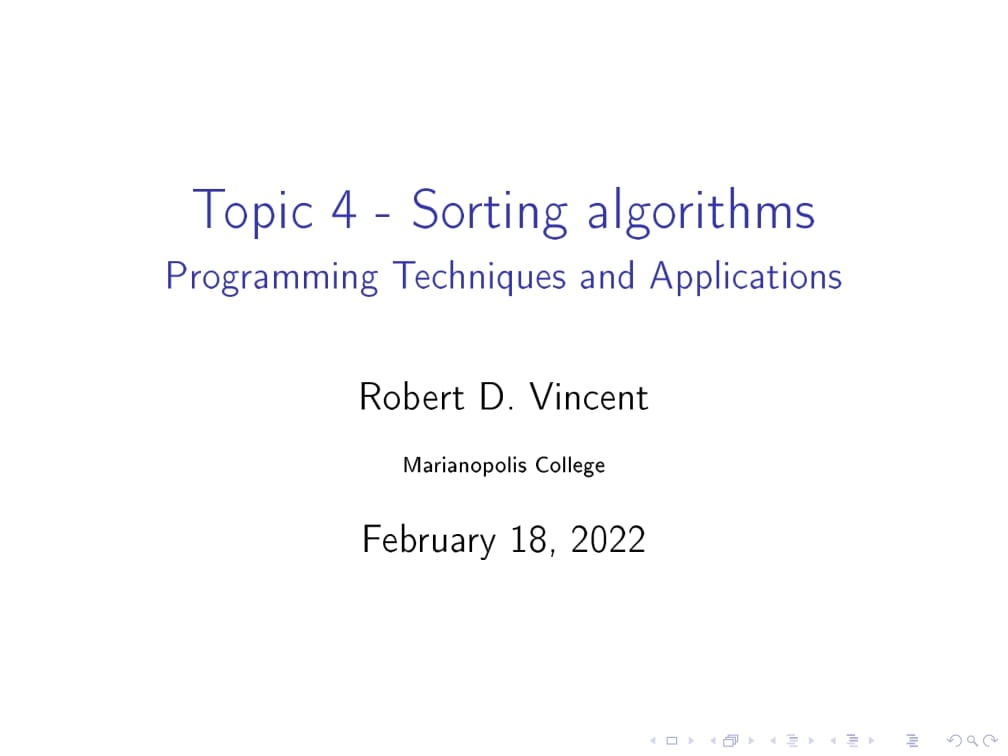 Topic 4 - Sorting algorithms
Programming Techniques and Applications
Robert D. Vincent
Marianopolis College
February 18, 2022